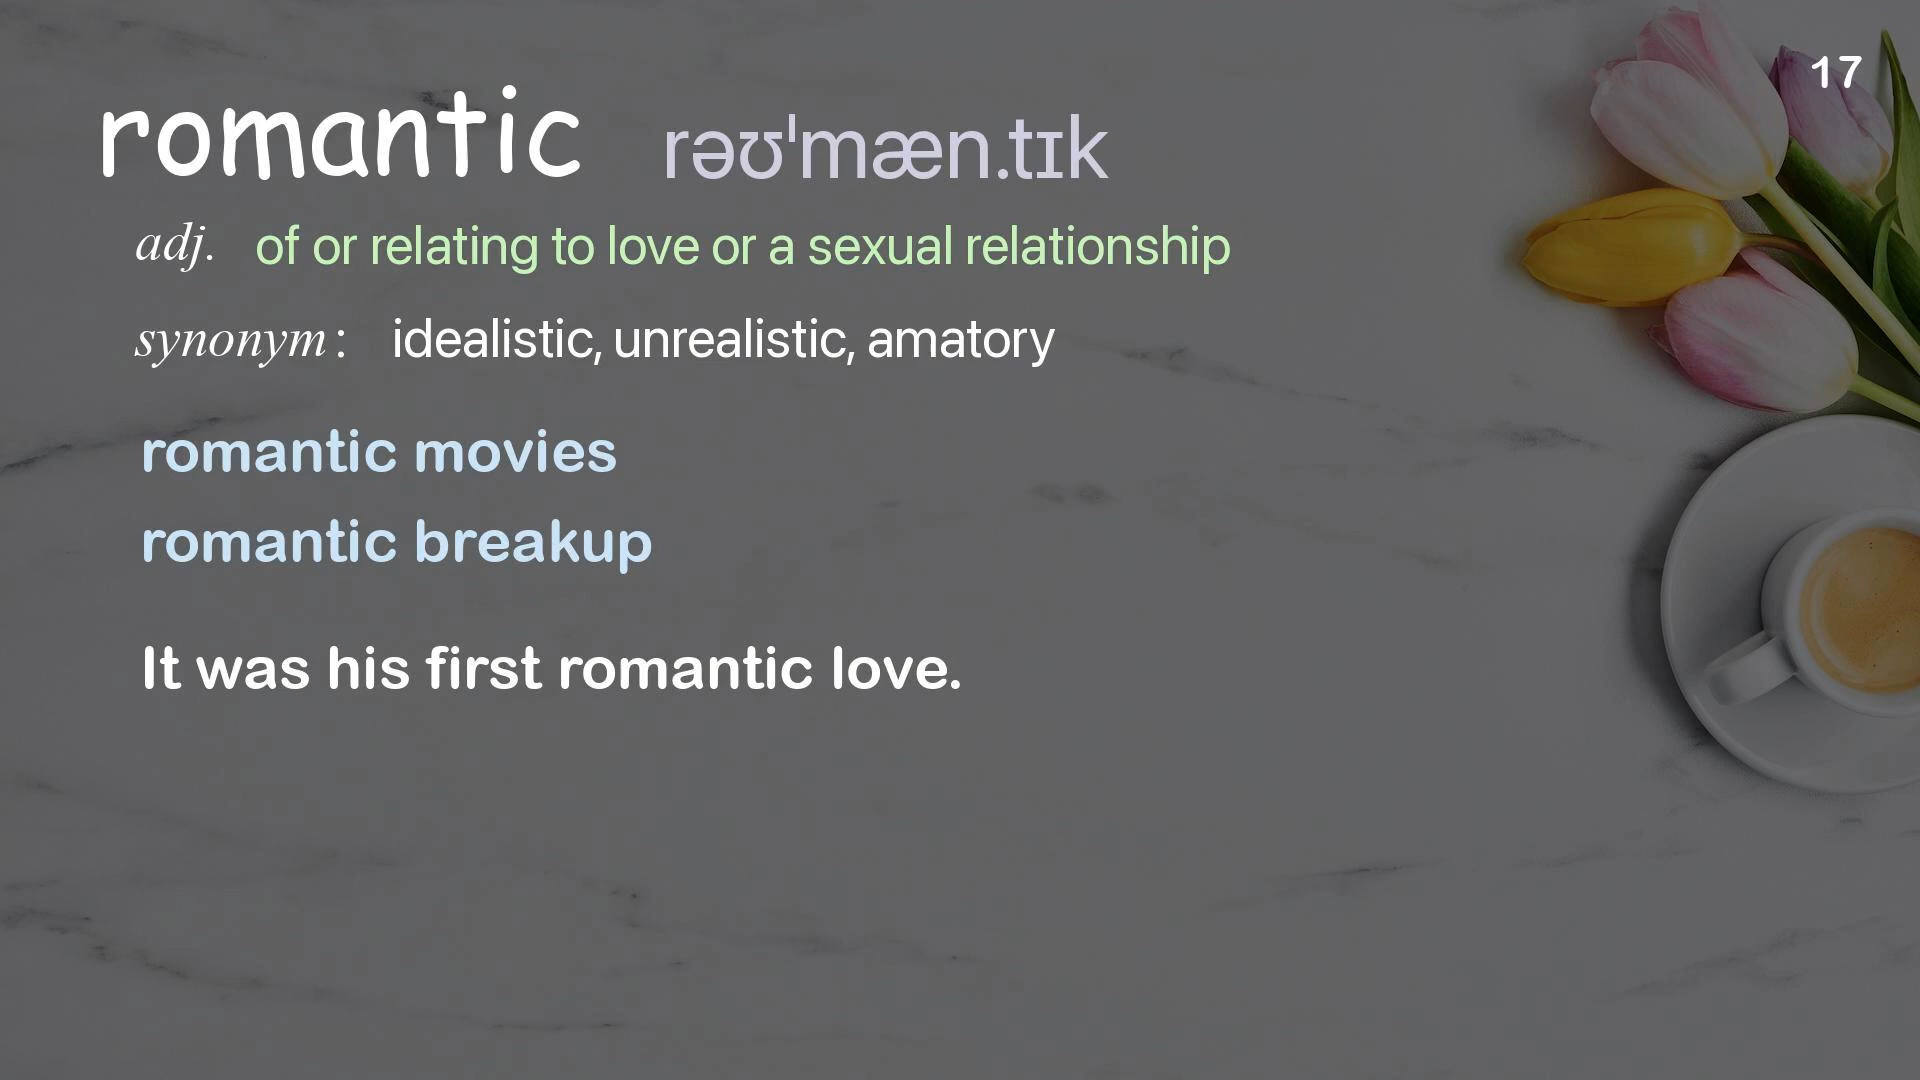 17
romantic rəʊˈmæn.tɪk
adj. of or relating to love or a sexual relationship
synonym: idealistic, unrealistic, amatory
romantic movies
romantic breakup
It was his first romantic love.